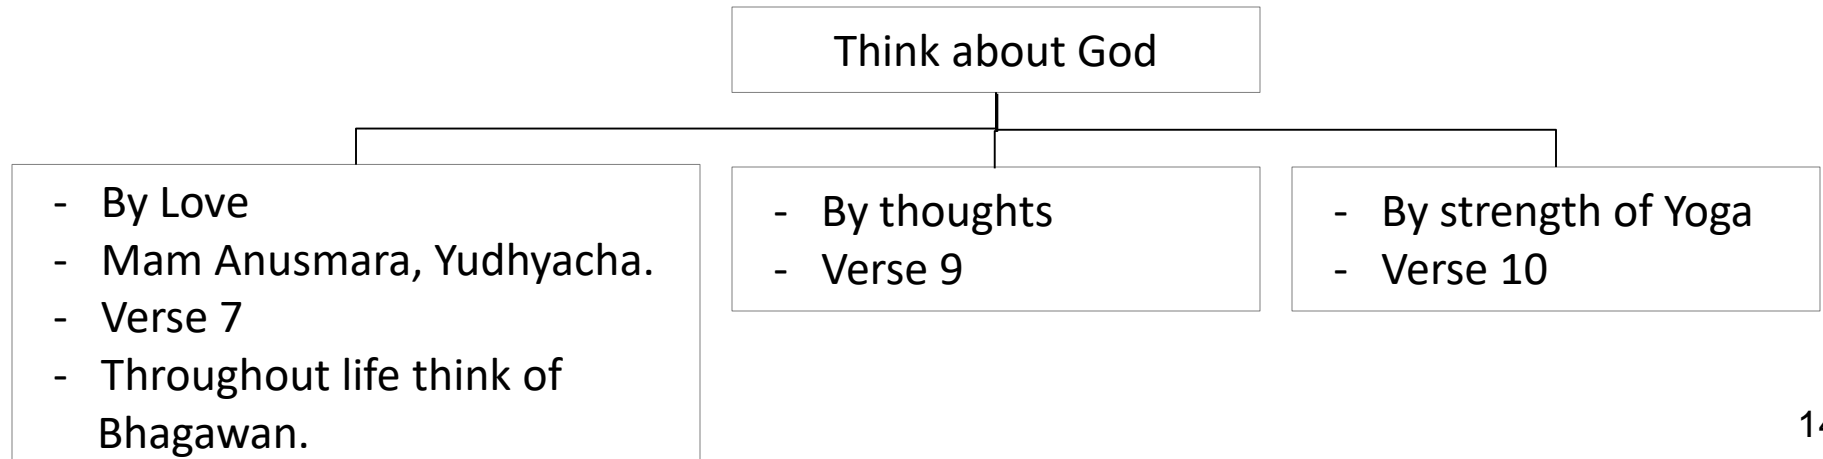 Think about God
- By Love
- Mam Anusmara, Yudhyacha.
- Verse 7
- Throughout life think of
Bhagawan.
- By thoughts
- Verse 9
- By strength of Yoga
- Verse 10